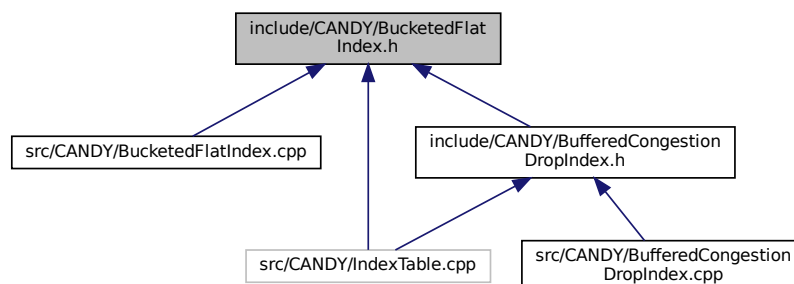 include/CANDY/BucketedFlat
Index.h
src/CANDY/BucketedFlatIndex.cpp
include/CANDY/BufferedCongestion
DropIndex.h
src/CANDY/IndexTable.cpp
src/CANDY/BufferedCongestion
DropIndex.cpp